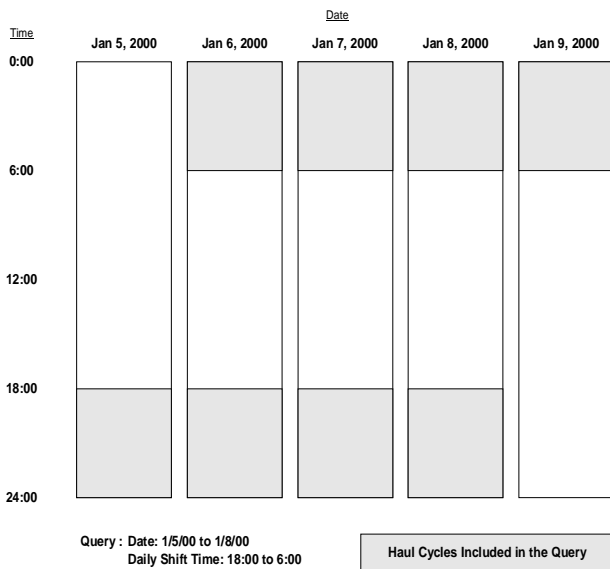 Date
Time
Jan 5, 2000 Jan 6, 2000 Jan 7, 2000 Jan 8, 2000 Jan 9, 2000
0:00
6:00
12:00
18:00
24:00
Query : Date: 1/5/00 to 1/8/00
Daily Shift Time: 18:00 to 6:00
Haul Cycles Included in the Query